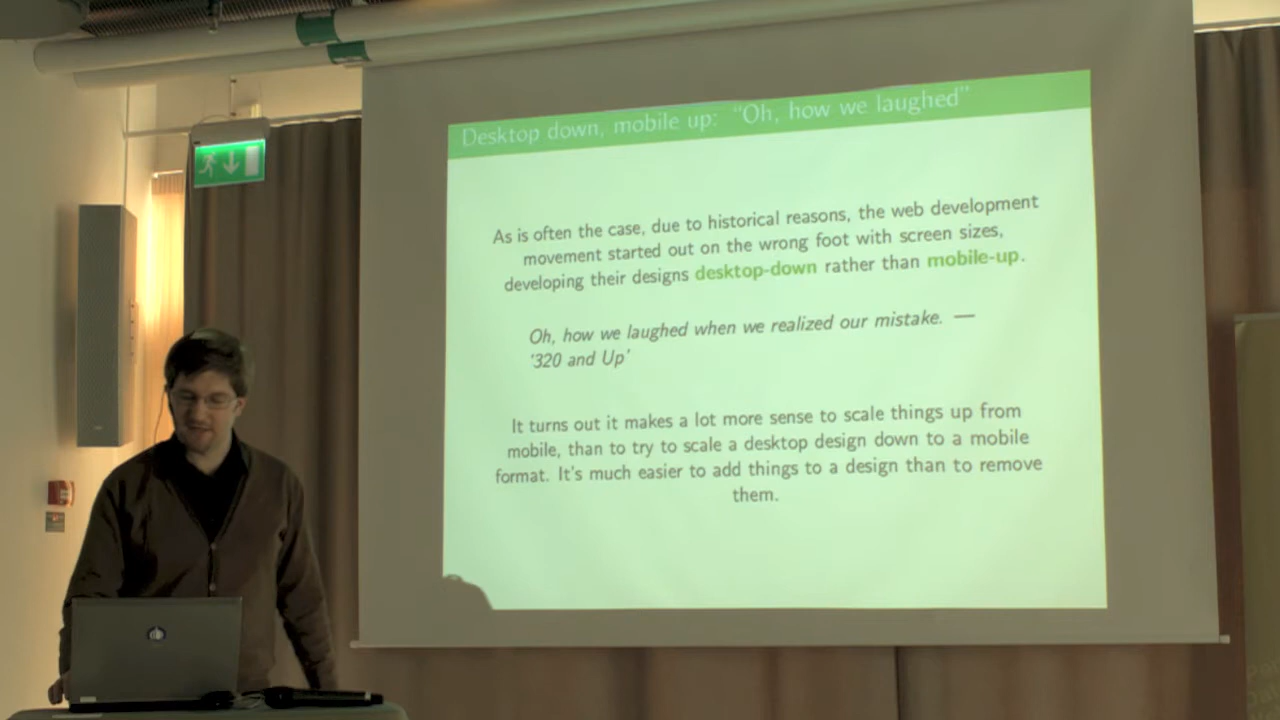 Desktop down, mobile up: “Oh, how we laughed”
As is often the case, due to historical reasons, the web development
movement started out on the wrong foot with screen sizes,
developing their designs desktop-down rather than mobile-up.
Oh, how we laughed when we realized our mistake. —
‘320 and Up’
It turns out it makes a lot more sense to scale things up from
mobile, than to try to scale a desktop design down to a mobile
format. It’s much easier to add things to a design than to remove
them.